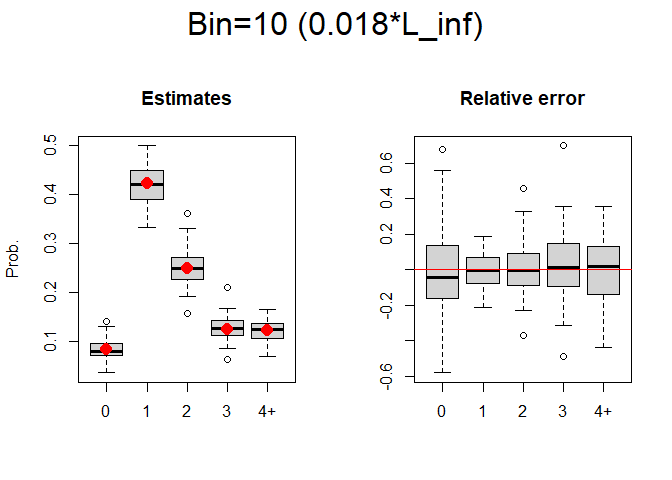 Bin=10 (0.018*L_inf)
Estimates
Relative error
Prob.
0.5
0.4
0.3
0.2
0.1
0 1 2 3 4+
0.6
0.4
0.2
-0.2
-0.6
0 1 2 3 4+